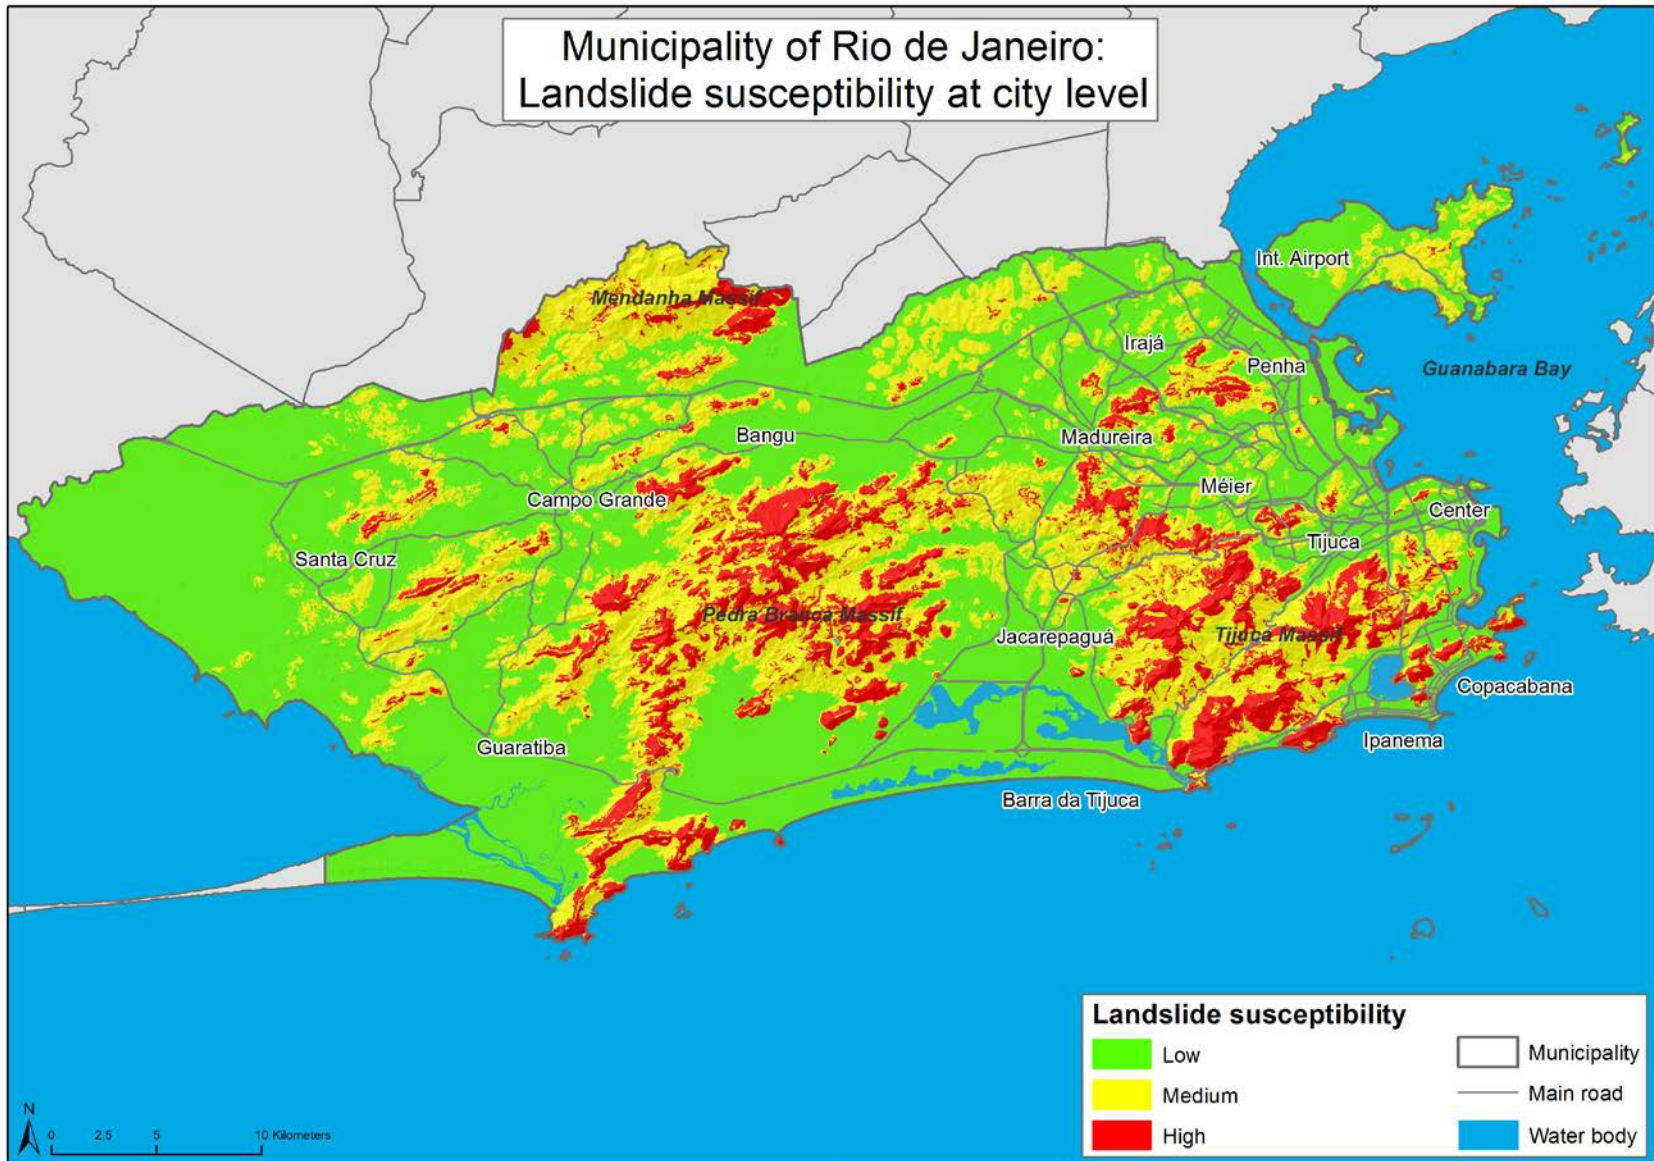 Municipality of Rio de Janeiro:
Landslide susceptibility at city level
Int. Airport
Mendanha Massif
Irajá
Penha
Guanabara Bay
Bangu
Madureira
Campo Grande
Méier
Center
Santa Cruz
Tijuca
Pedra Branca Massif
Jacarepaguá
Tijuca Massif
Copacabana
Guaratiba
Ipanema
Barra da Tijuca
Landslide susceptibility
Low
Municipality
Medium
Main road
High
Water body
N
0 2,5 5 10 Kilometers